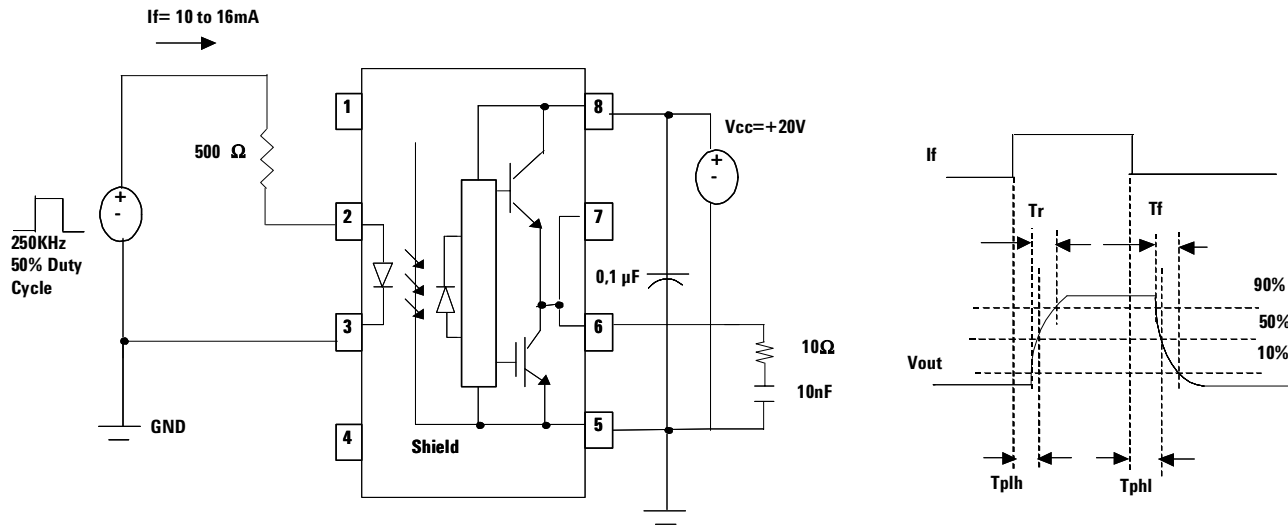 If= 10 to 16mA
500 Ω
250KHz
50% Duty
Cycle
GND
1
2
3
4
Shield
8
7
6
5
Vcc=+20V
+
-
+
-
0,1 µF
10Ω
10nF
If
Tr
Tf
90%
50%
10%
Vout
Tplh
Tphl